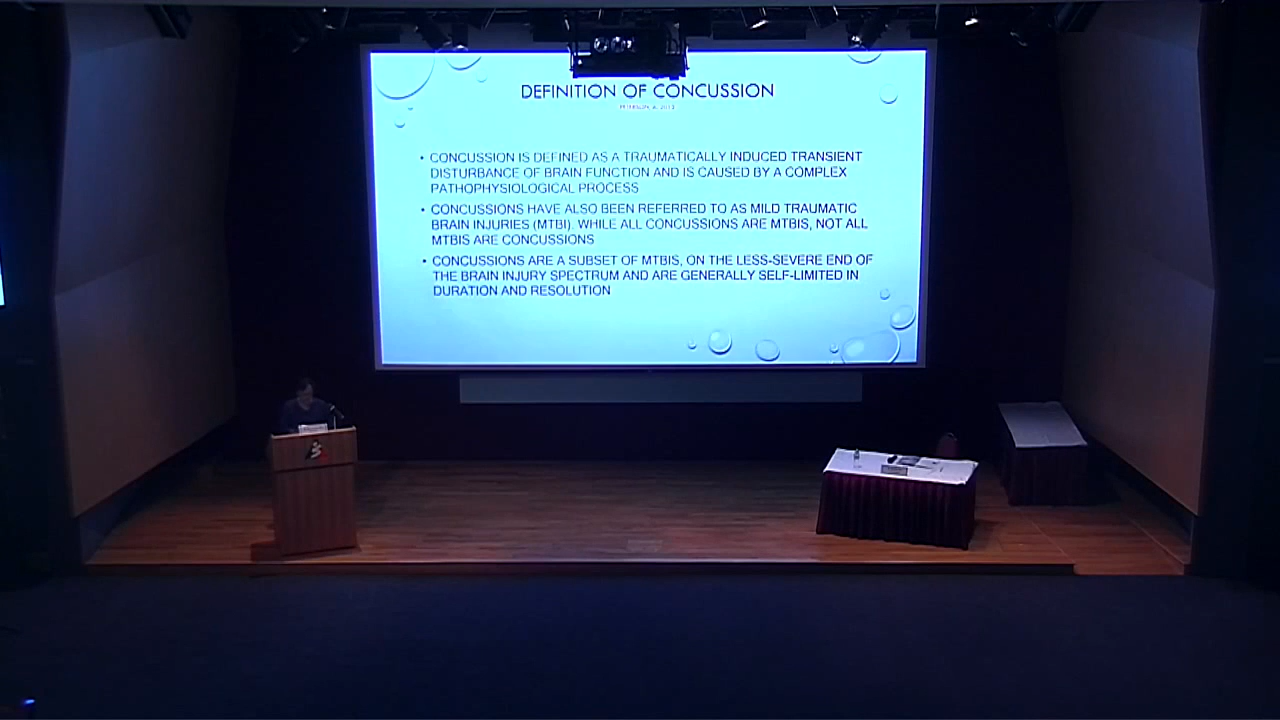 DEFINITION OF CONCUSSION
CONCUSSION IS DEFINED AS A TRAUMATICALLY INDUCED TRANSIENT
DISTURBANCE OF BRAIN FUNCTION AND IS CAUSED BY A COMPLEX
PATHOPHYSIOLOGICAL PROCESS
CONCUSSIONS HAVE ALSO BEEN REFERRED TO AS MILD TRAUMATIC
BRAIN INJURIES (MTBI). WHILE ALL CONCUSSIONS ARE MTBIS, NOT ALL
MTBIS ARE CONCUSSIONS
CONCUSSIONS ARE A SUBSET OF MTBIS, ON THE LESS-SEVERE END OF
THE BRAIN INJURY SPECTRUM AND ARE GENERALLY SELF-LIMITED IN
DURATION AND RESOLUTION